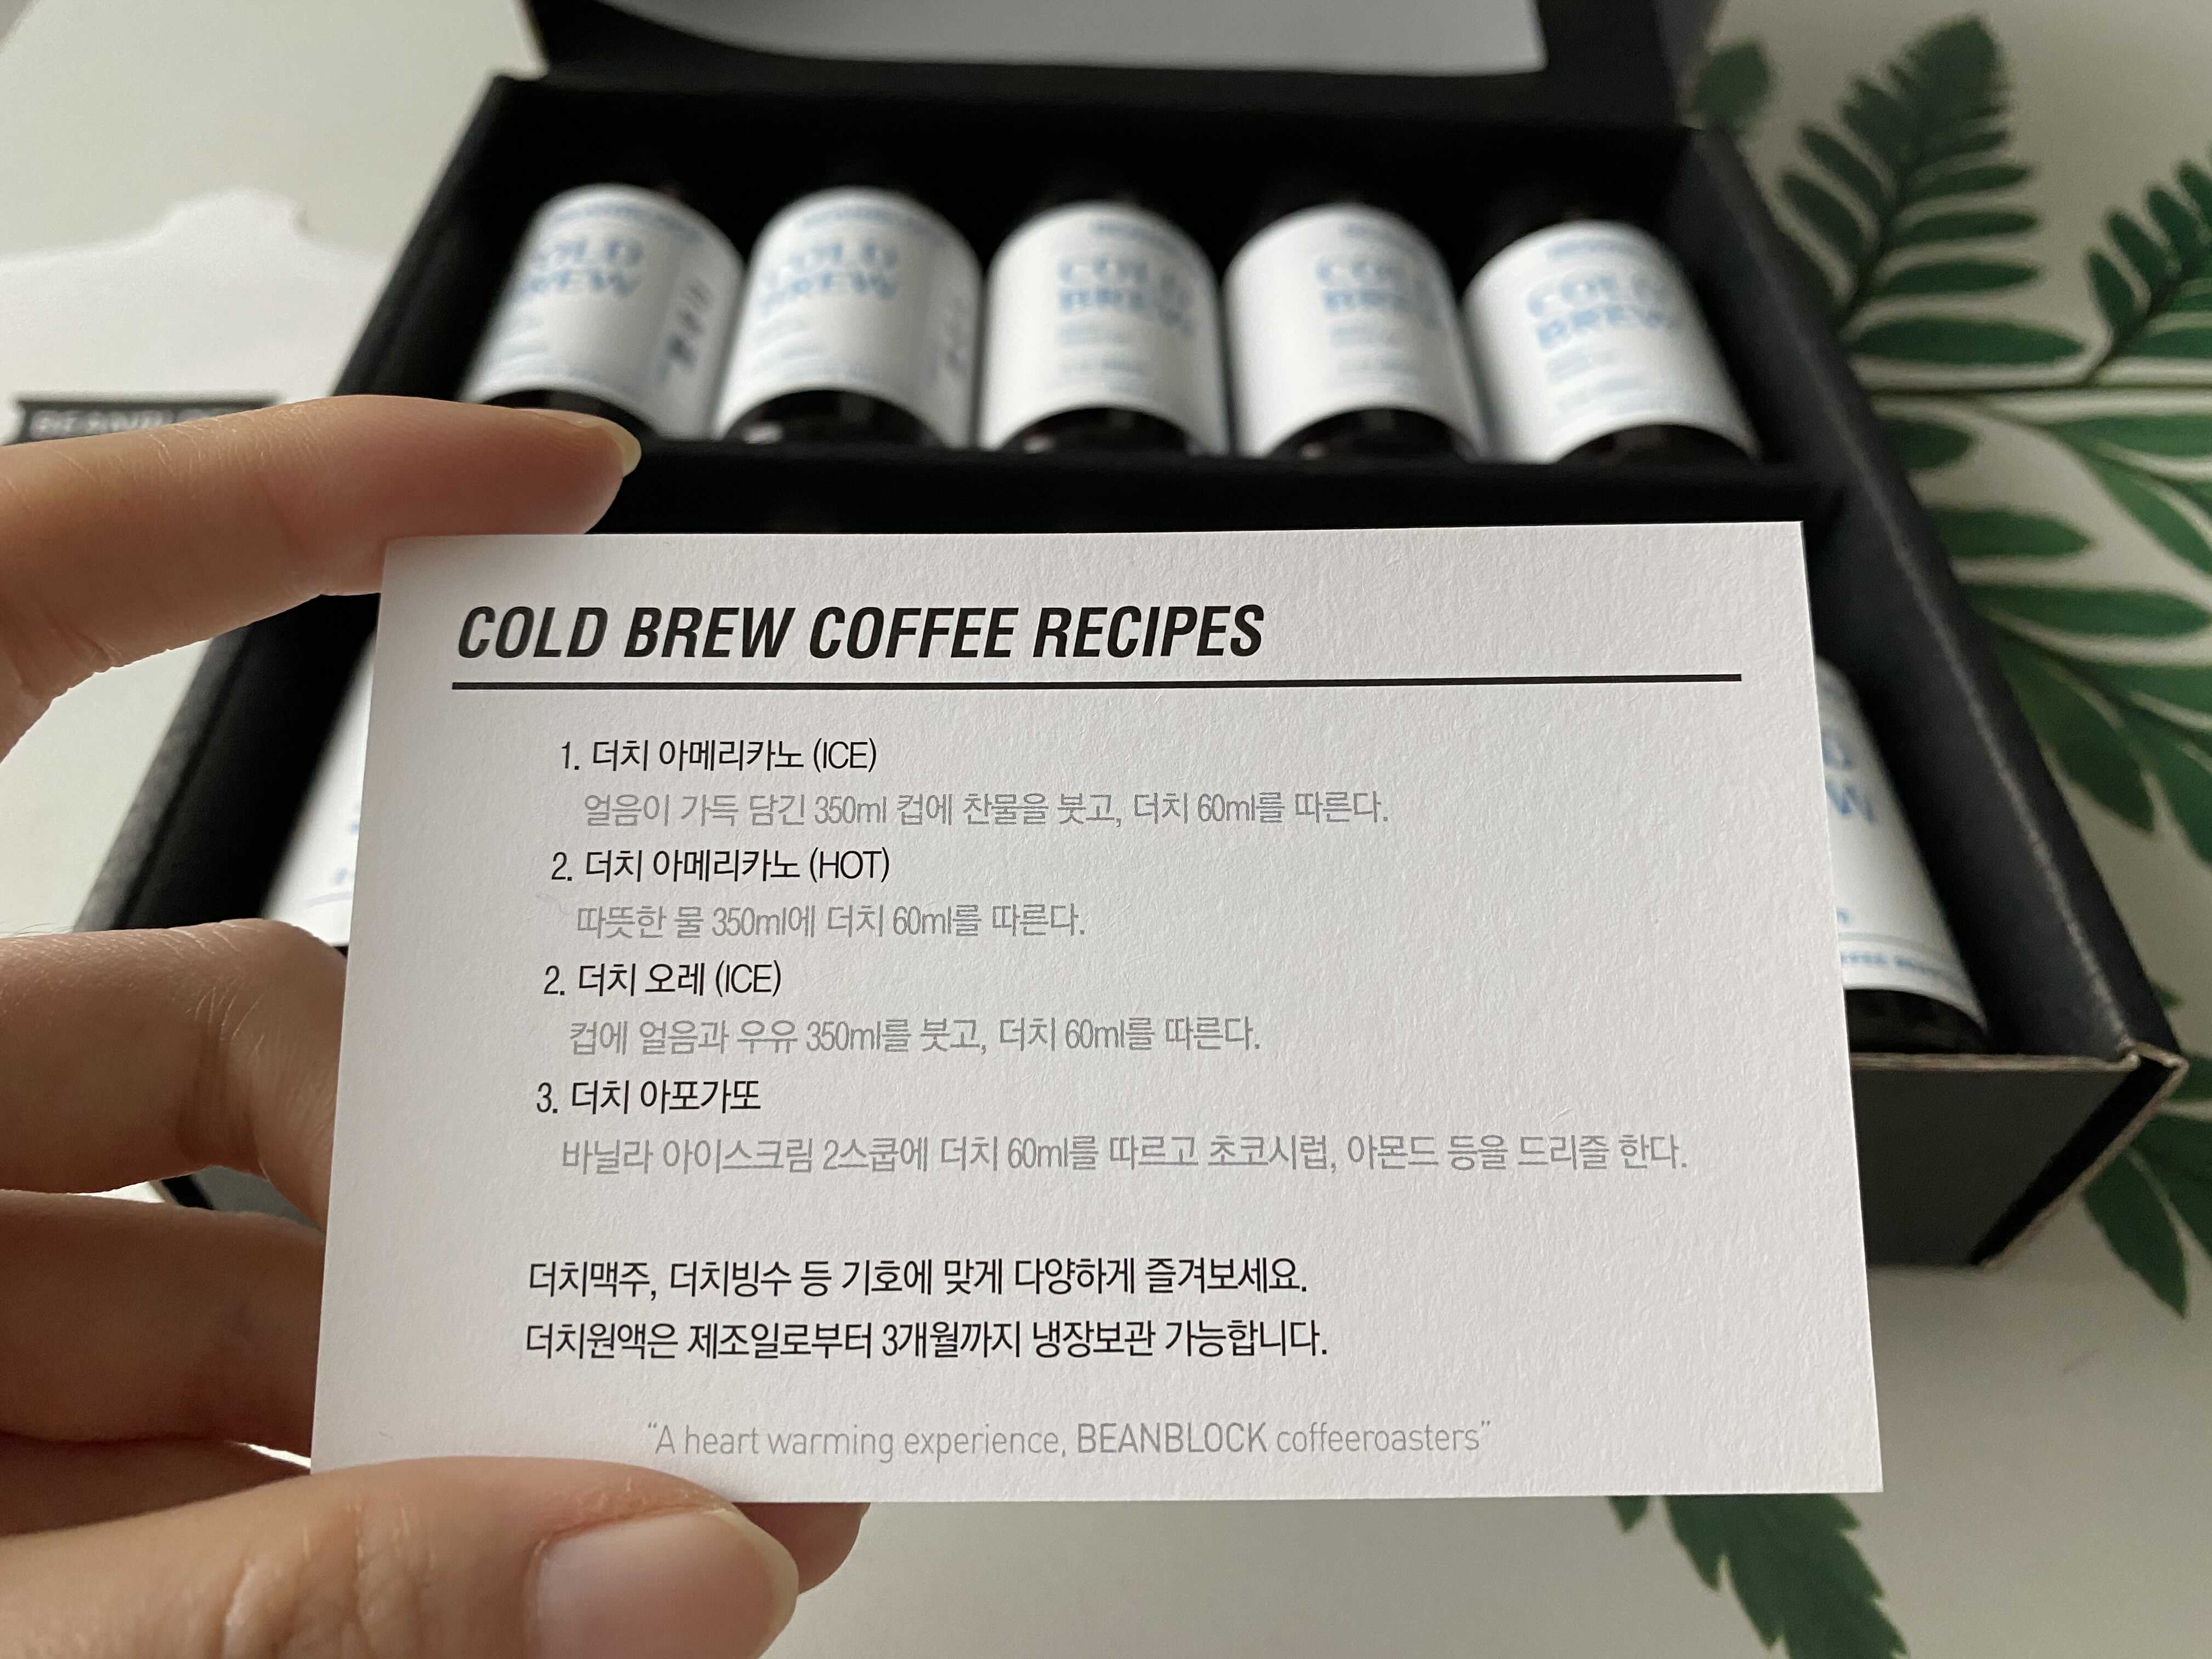 COLD
BREW
COLD
BREW
COLD
BREW
COLD
BREW
COLD
BREW
COLD BREW COFFEE RECIPES
1. 더치 아메리카노 (ICE)
얼음이 가득 담긴 350ml 컵에 찬물을 붓고, 더치 60ml를 따른다.
2. 더치 아메리카노 (HOT)
따뜻한 물 350ml에 더치 60ml를 따른다.
2. 더치 오레 (ICE)
컵에 얼음과 우유 350ml를 붓고, 더치 60ml를 따른다.
3. 더치 아포가또
바닐라 아이스크림 2스쿱에 더치 60ml를 따르고 초코시럽, 아몬드 등을 드리즐 한다.
더치맥주, 더치빙수 등 기호에 맞게 다양하게 즐겨보세요.
더치원액은 제조일로부터 3개월까지 냉장보관 가능합니다.
“A heart warming experience, BEANBLOCK coffeeroasters”